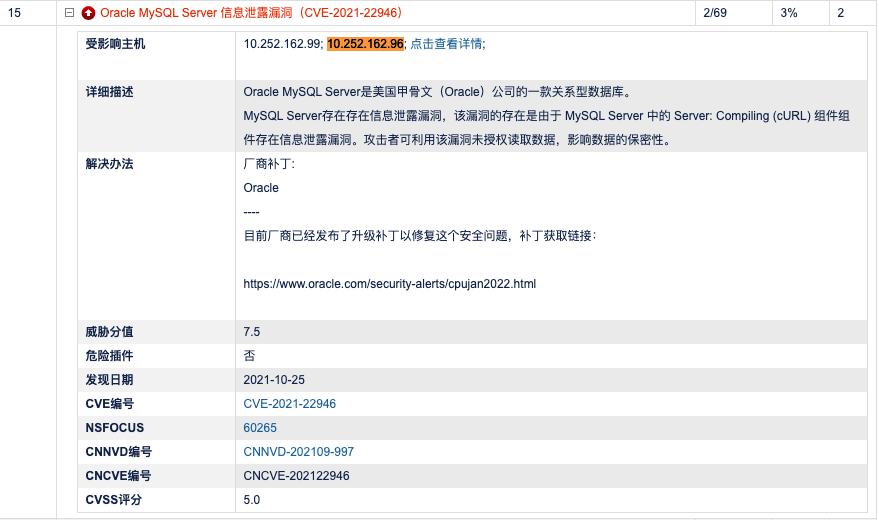 15 Oracle MySQL Server 信息泄露漏洞（CVE-2021-22946） 2/69 3% 2
受影响主机 10.252.162.99; 10.252.162.96; 点击查看详情;
详细描述 Oracle MySQL Server是美国甲骨文（Oracle）公司的一款关系型数据库。
MySQL Server存在存在信息泄露漏洞，该漏洞的存在是由于 MySQL Server 中的 Server: Compiling (cURL) 组件组
件存在信息泄露漏洞。攻击者可利用该漏洞未授权读取数据，影响数据的保密性。
解决办法 厂商补丁:
Oracle
----
目前厂商已经发布了升级补丁以修复这个安全问题，补丁获取链接：
https://www.oracle.com/security-alerts/cpujan2022.html
威胁分值 7.5
危险插件 否
发现日期 2021-10-25
CVE编号 CVE-2021-22946
NSFOCUS 60265
CNNVD编号 CNNVD-202109-997
CNCVE编号 CNCVE-202122946
CVSS评分 5.0